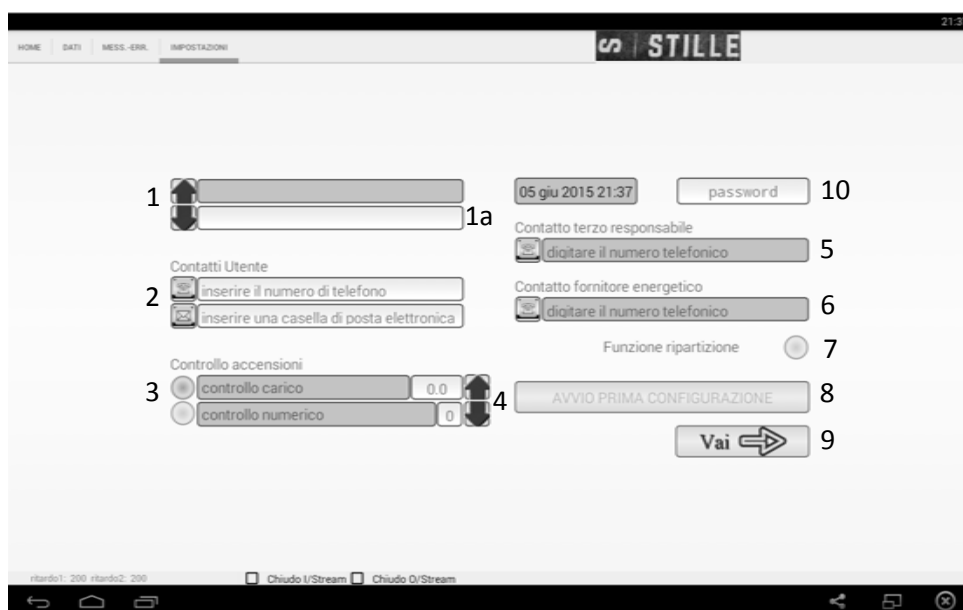 21:3
HOME DATI MESS.-ERR. IMPOSTAZIONI
S STILLE
1
1a
05 giu 2015 21:37 password 10
Contatto terzo responsabile
digitare il numero telefonico 5
Contatti Utente
2 inserire il numero di telefono
inserire una casella di posta elettronica
Contatto fornitore energetico
digitare il numero telefonico 6
Funzione ripartizione 7
Controllo accensioni
3 controllo carico 0.0
controllo numerico 0
4
AVVIO PRIMA CONFIGURAZIONE 8
Vai 9
ritardo1: 200 ritardo2: 200 Chiudo I/Stream Chiudo O/Stream